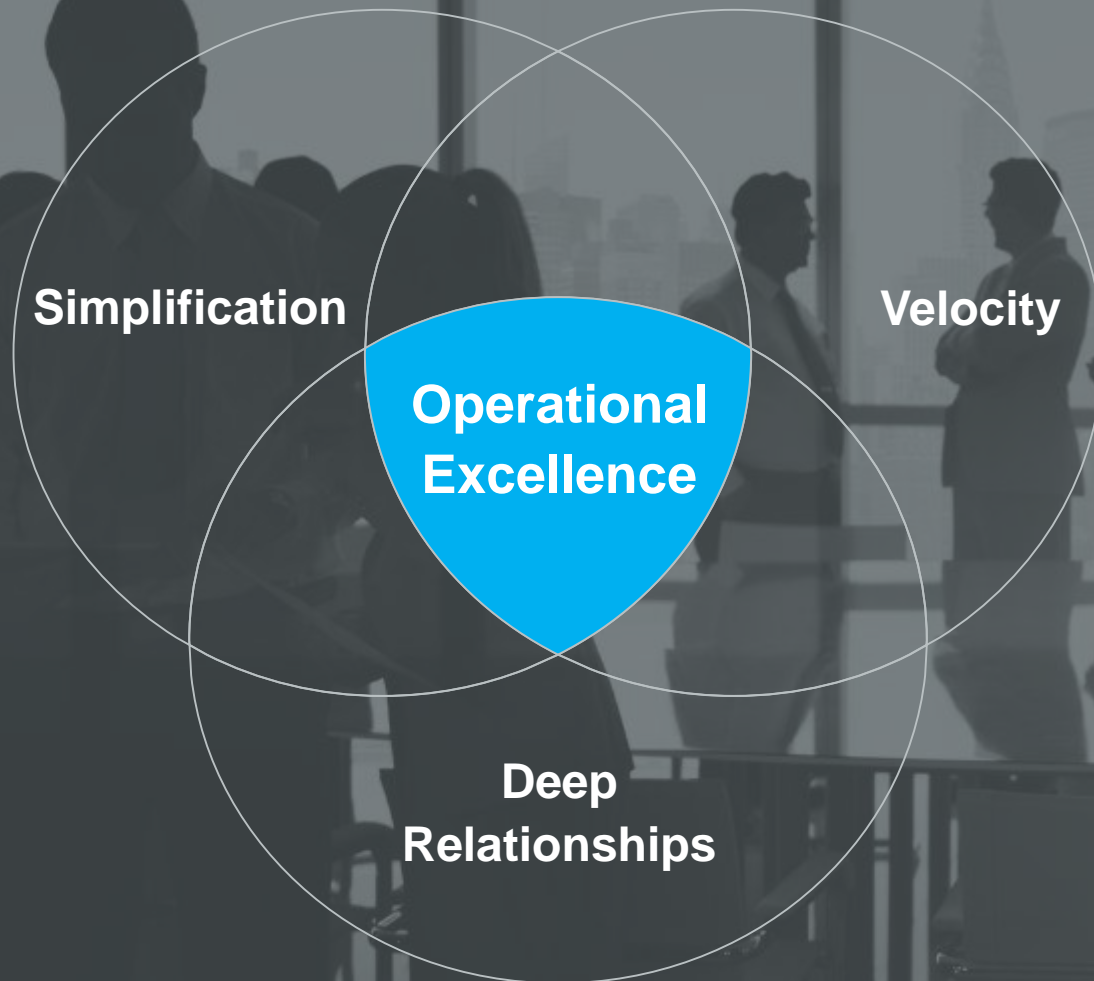 Simplification
Velocity
Operational
Excellence
Deep
Relationships